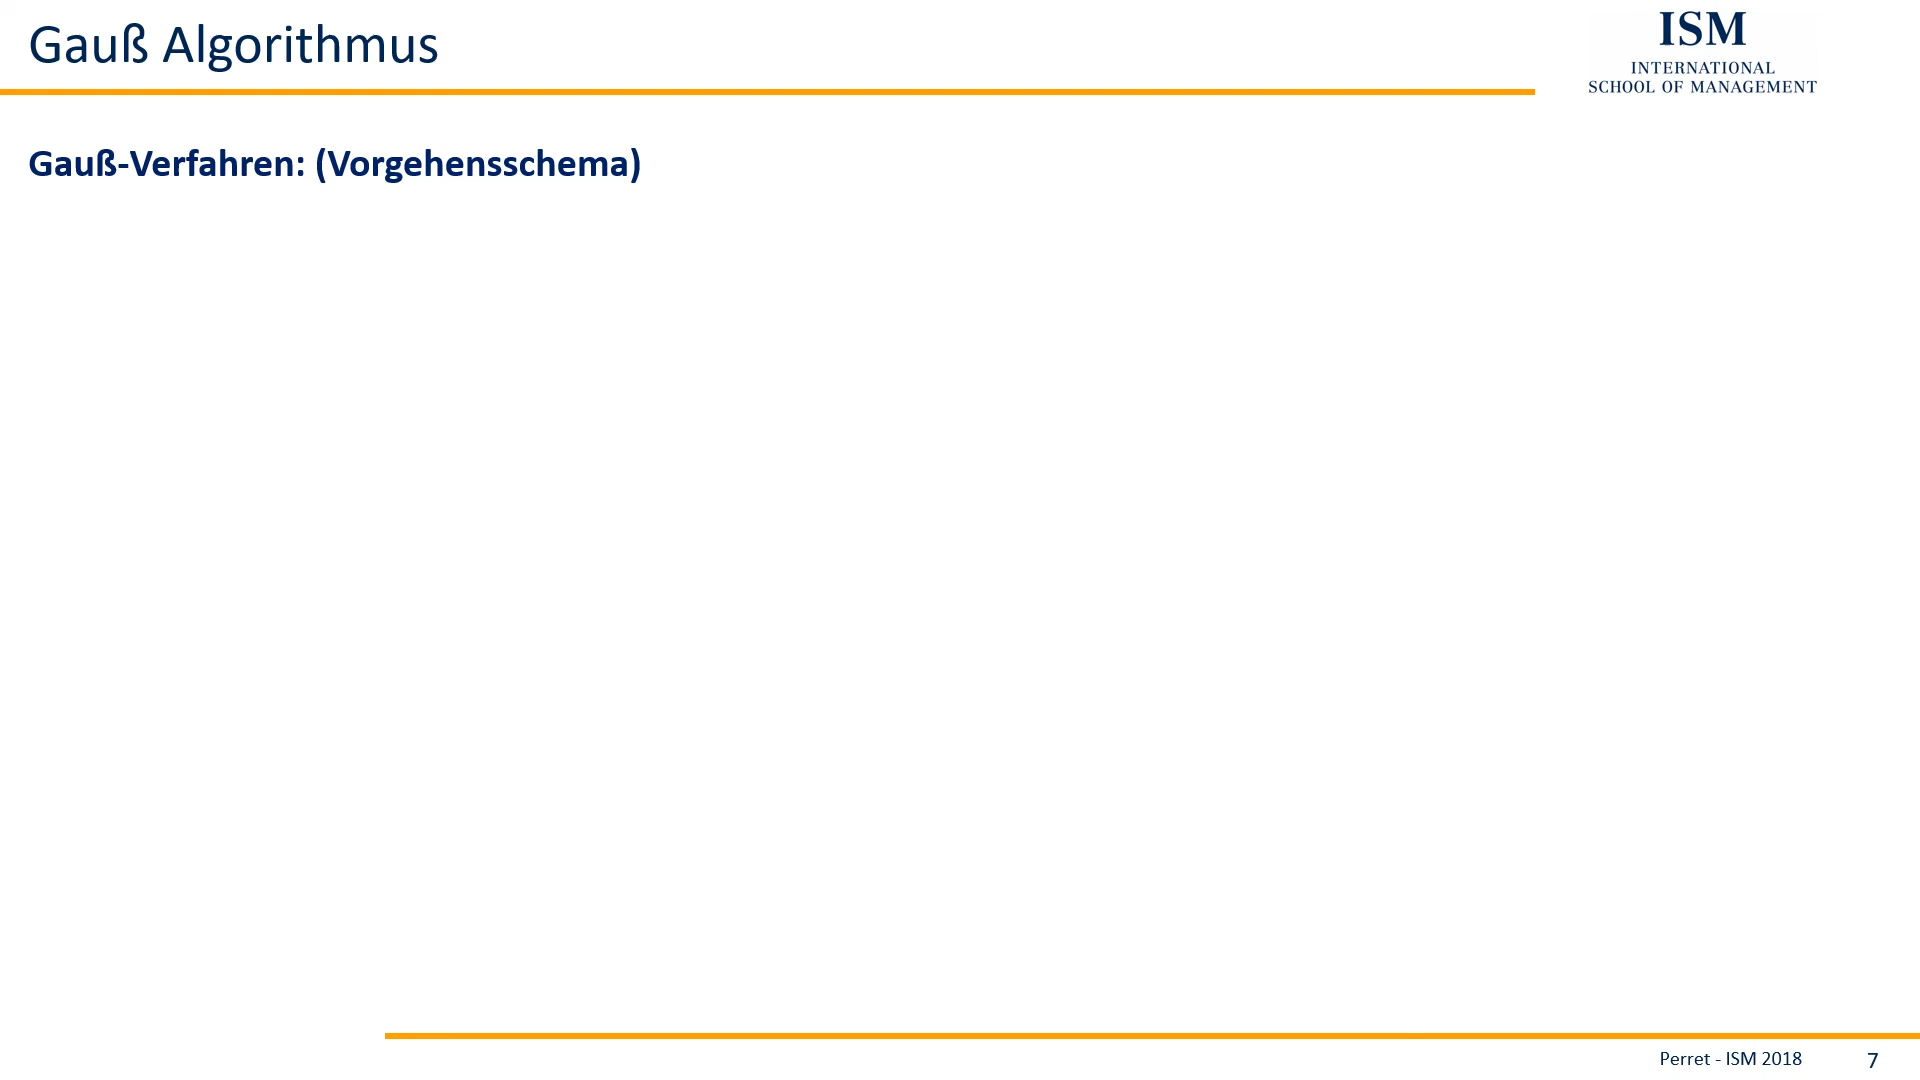 Gauß Algorithmus
ISM
INTERNATIONAL
SCHOOL OF MANAGEMENT
Gauß-Verfahren: (Vorgehensschema)
Perret - ISM 2018
7